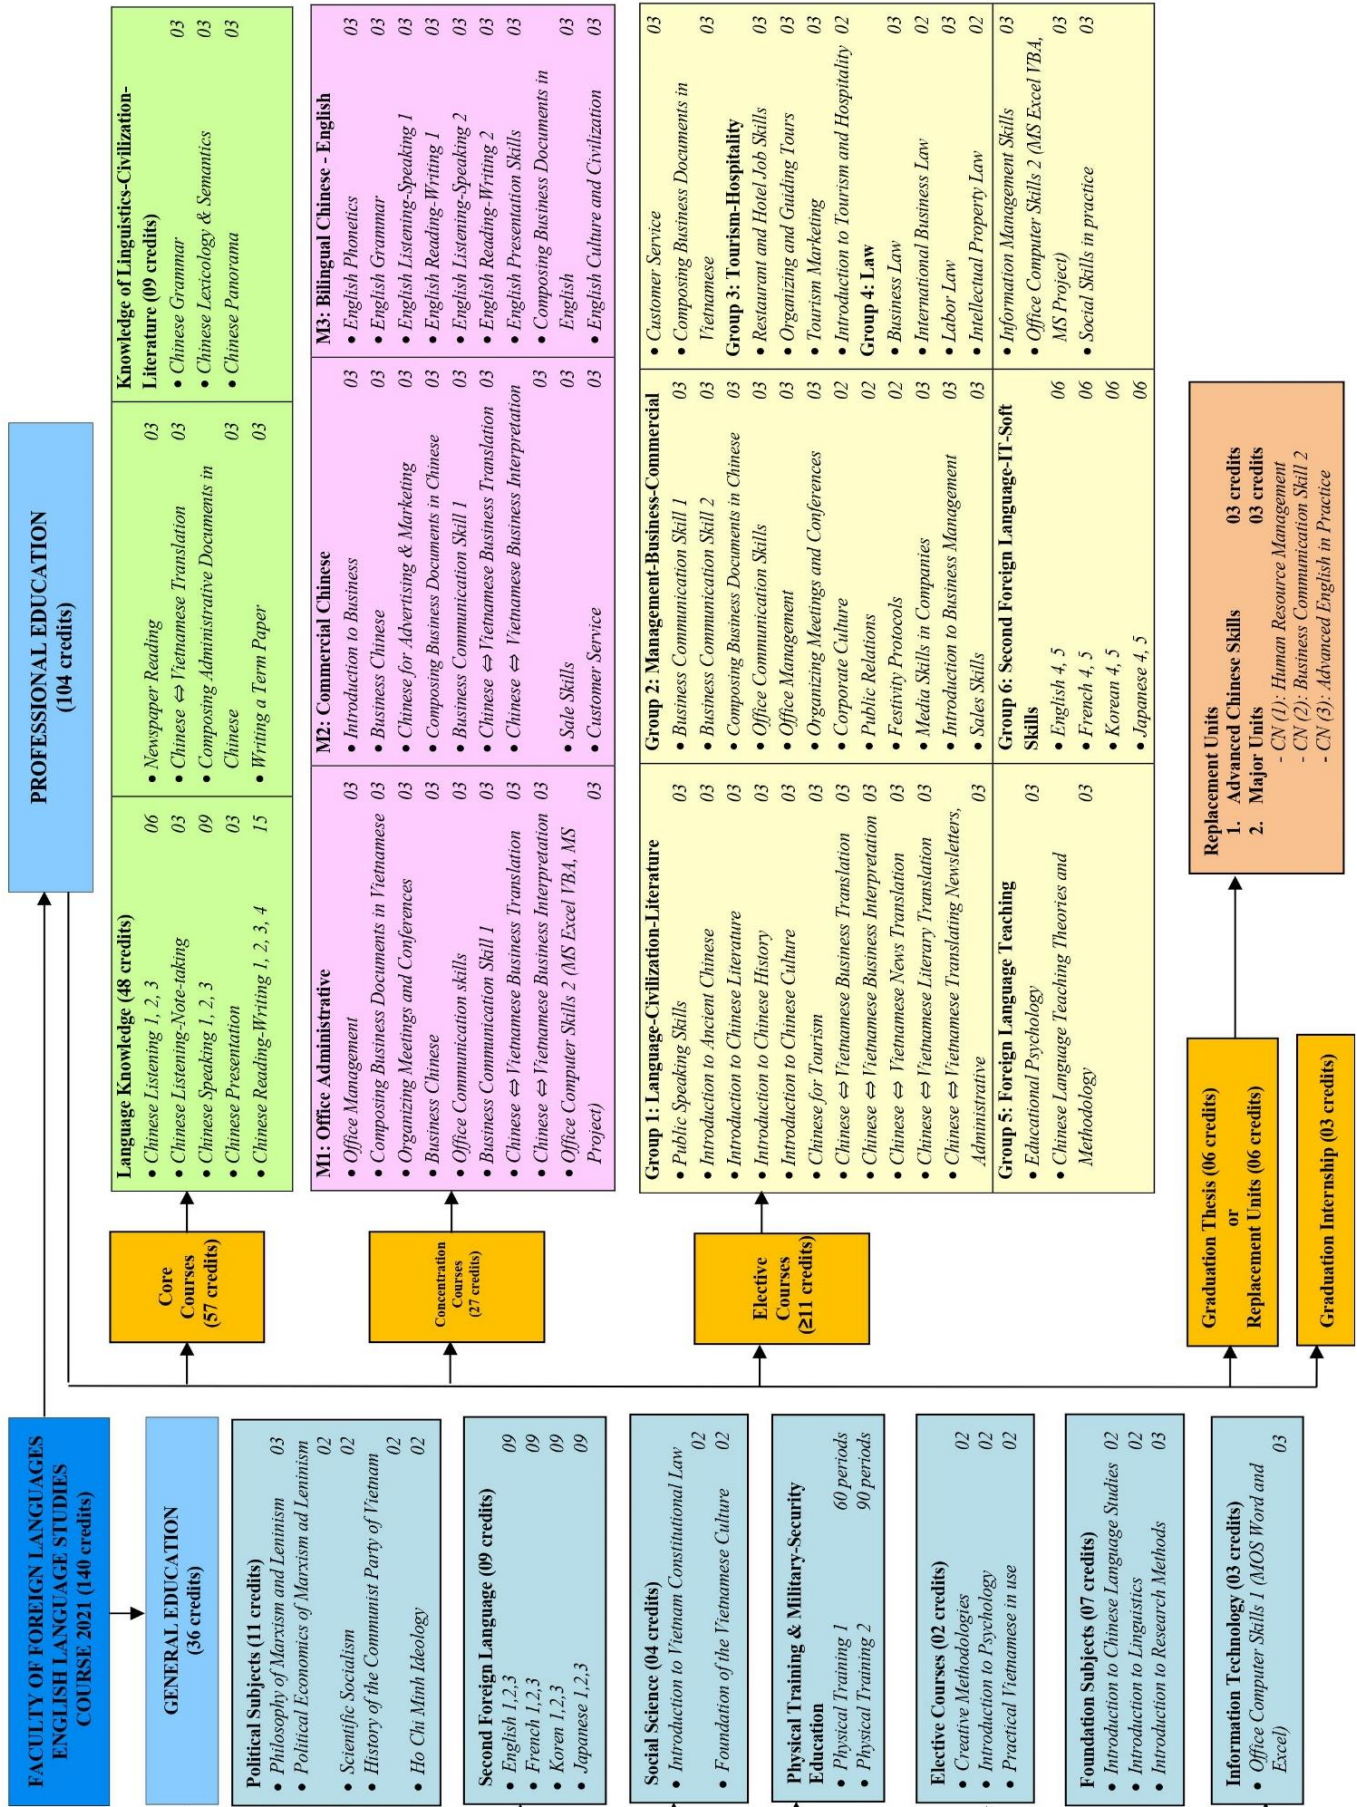 FACULTY OF FOREIGN LANGUAGES
ENGLISH LANGUAGE STUDIES
COURSE 2021 (140 credits)
GENERAL EDUCATION
(36 credits)
Political Subjects (11 credits)
• Philosophy of Marxism and Leninism 03
• Political Economics of Marxism ad Leninism
02
• Scientific Socialism 02
• History of the Communist Party of Vietnam
02
• Ho Chi Minh Ideology 02
Second Foreign Language (09 credits)
• English 1,2,3 09
• French 1,2,3 09
• Koren 1,2,3 09
• Japanese 1,2,3 09
Social Science (04 credits)
• Introduction to Vietnam Constitutional Law
02
• Foundation of the Vietnamese Culture 02
Physical Training & Military-Security
Education
• Physical Training 1 60 periods
• Physical Training 2 90 periods
Elective Courses (02 credits)
• Creative Methodologies 02
• Introduction to Psychology 02
• Practical Vietnamese in use 02
Foundation Subjects (07 credits)
• Introduction to Chinese Language Studies 02
• Introduction to Linguistics 02
• Introduction to Research Methods 03
Information Technology (03 credits)
• Office Computer Skills 1 (MOS Word and
Excel) 03
PROFESSIONAL EDUCATION
(104 credits)
Core
Courses
(57 credits)
Language Knowledge (48 credits)
• Chinese Listening 1, 2, 3 06
• Chinese Listening-Note-taking 03
• Chinese Speaking 1, 2, 3 09
• Chinese Presentation 03
• Chinese Reading-Writing 1, 2, 3, 4 15
• Newspaper Reading 03
• Chinese ⇔ Vietnamese Translation 03
• Composing Administrative Documents in
Chinese 03
• Writing a Term Paper 03
Knowledge of Linguistics-Civilization-
Literature (09 credits)
• Chinese Grammar 03
• Chinese Lexicology & Semantics 03
• Chinese Panorama 03
Concentration
Courses
(27 credits)
M1: Office Administrative
• Office Management 03
• Composing Business Documents in Vietnamese 03
• Organizing Meetings and Conferences 03
• Business Chinese 03
• Office Communication skills 03
• Business Communication Skill 1 03
• Chinese ⇔ Vietnamese Business Translation 03
• Chinese ⇔ Vietnamese Business Interpretation 03
• Office Computer Skills 2 (MS Excel VBA, MS
Project) 03
M2: Commercial Chinese
• Introduction to Business 03
• Business Chinese 03
• Chinese for Advertising & Marketing 03
• Composing Business Documents in Chinese 03
• Business Communication Skill 1 03
• Chinese ⇔ Vietnamese Business Translation 03
• Chinese ⇔ Vietnamese Business Interpretation
03
• Sale Skills 03
• Customer Service 03
M3: Bilingual Chinese - English
• English Phonetics 03
• English Grammar 03
• English Listening-Speaking 1 03
• English Reading-Writing 1 03
• English Listening-Speaking 2 03
• English Reading-Writing 2 03
• English Presentation Skills 03
• Composing Business Documents in
English 03
• English Culture and Civilization 03
Elective
Courses
(≥11 credits)
Group 1: Language-Civilization-Literature
• Public Speaking Skills 03
• Introduction to Ancient Chinese 03
• Introduction to Chinese Literature 03
• Introduction to Chinese History 03
• Introduction to Chinese Culture 03
• Chinese for Tourism 03
• Chinese ⇔ Vietnamese Business Translation 03
• Chinese ⇔ Vietnamese Business Interpretation 03
• Chinese ⇔ Vietnamese News Translation 03
• Chinese ⇔ Vietnamese Literary Translation 03
• Chinese ⇔ Vietnamese Translating Newsletters,
Administrative 03
Group 2: Management-Business-Commercial
• Business Communication Skill 1 03
• Business Communication Skill 2 03
• Composing Business Documents in Chinese 03
• Office Communication Skills 03
• Office Management 03
• Organizing Meetings and Conferences 03
• Corporate Culture 02
• Public Relations 02
• Festivity Protocols 02
• Media Skills in Companies 03
• Introduction to Business Management 03
• Sales Skills 03
• Customer Service 03
• Composing Business Documents in
Vietnamese 03
Group 3: Tourism-Hospitality
• Restaurant and Hotel Job Skills 03
• Organizing and Guiding Tours 03
• Tourism Marketing 03
• Introduction to Tourism and Hospitality 02
Group 4: Law
• Business Law 03
• International Business Law 02
• Labor Law 03
• Intellectual Property Law 02
Group 5: Foreign Language Teaching
• Educational Psychology 03
• Chinese Language Teaching Theories and
Methodology 03
Group 6: Second Foreign Language-IT-Soft
Skills
• English 4, 5 06
• French 4, 5 06
• Korean 4, 5 06
• Japanese 4, 5 06
• Information Management Skills 03
• Office Computer Skills 2 (MS Excel VBA,
MS Project) 03
• Social Skills in practice 03
Graduation Thesis (06 credits)
or
Replacement Units (06 credits)
Replacement Units
1. Advanced Chinese Skills 03 credits
2. Major Units 03 credits
- CN (1): Human Resource Management
- CN (2): Business Communication Skill 2
- CN (3): Advanced English in Practice
Graduation Internship (03 credits)